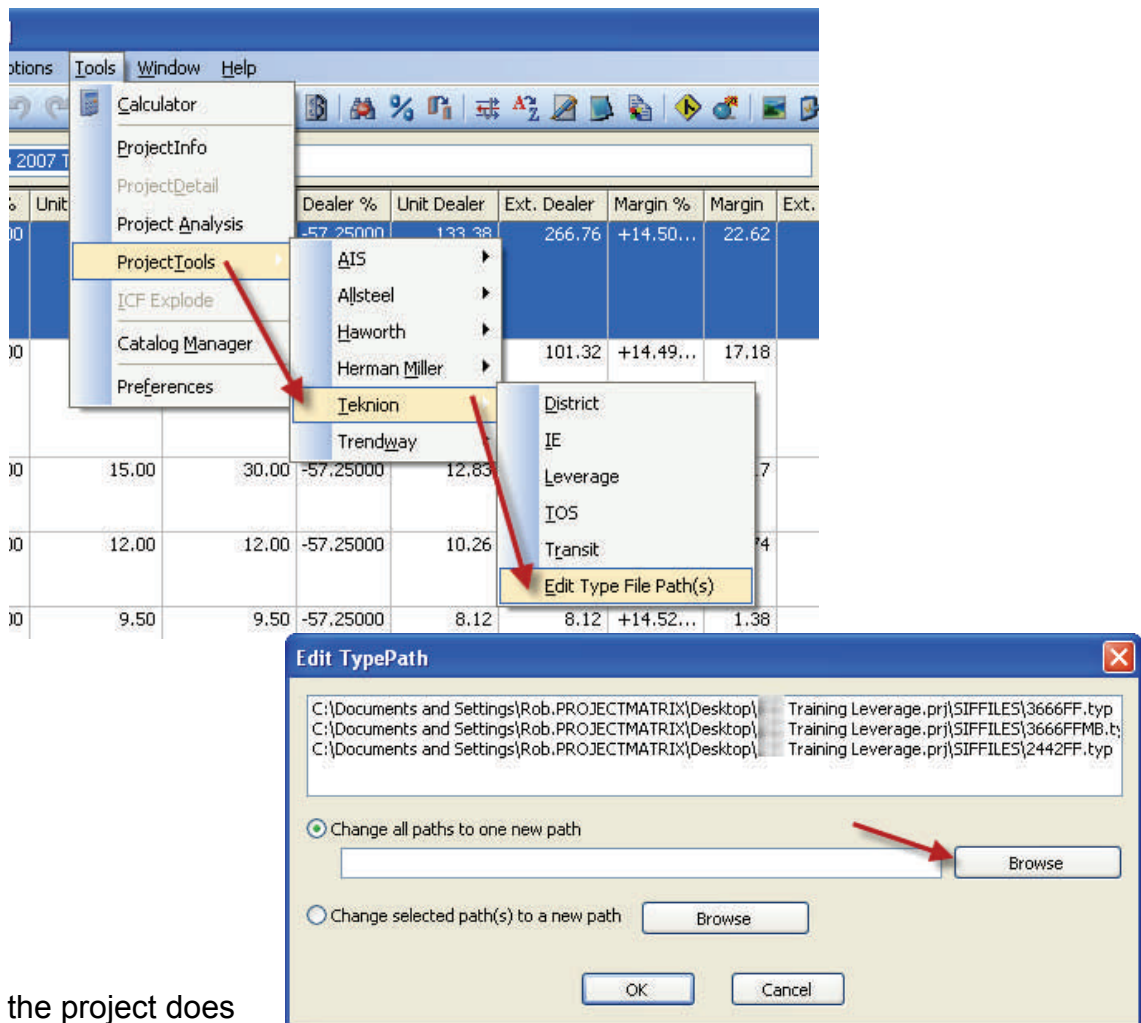 Tools Window Help
Calculator
2007 T
ProjectInfo
ProjectDetail
Unit Dealer % Unit Dealer Ext. Dealer Margin % Margin Ext.
Project Analysis
-57.25000 133.38 266.76 +14.50... 22.62
ProjectTools
AIS
ICF Explode
Allsteel
Catalog Manager
Haworth
101.32 +14.49... 17.18
Herman Miller
Preferences
Teknion
District
Trendway
IE
15.00 30.00 -57.25000 12.83
Leverage
TOS
12.00 12.00 -57.25000 10.26
Transit
Edit Type File Path(s)
9.50 9.50 -57.25000 8.12 8.12 +14.52... 1.38
Edit TypePath
C:\Documents and Settings\Rob.PROJECTMATRIX\Desktop\ Training Leverage.prj\SIFFILES\3666FF.typ
C:\Documents and Settings\Rob.PROJECTMATRIX\Desktop\ Training Leverage.prj\SIFFILES\3666FFMB.ty
C:\Documents and Settings\Rob.PROJECTMATRIX\Desktop\ Training Leverage.prj\SIFFILES\2442FF.typ
Change all paths to one new path
Browse
Change selected path(s) to a new path Browse
OK Cancel
the project does